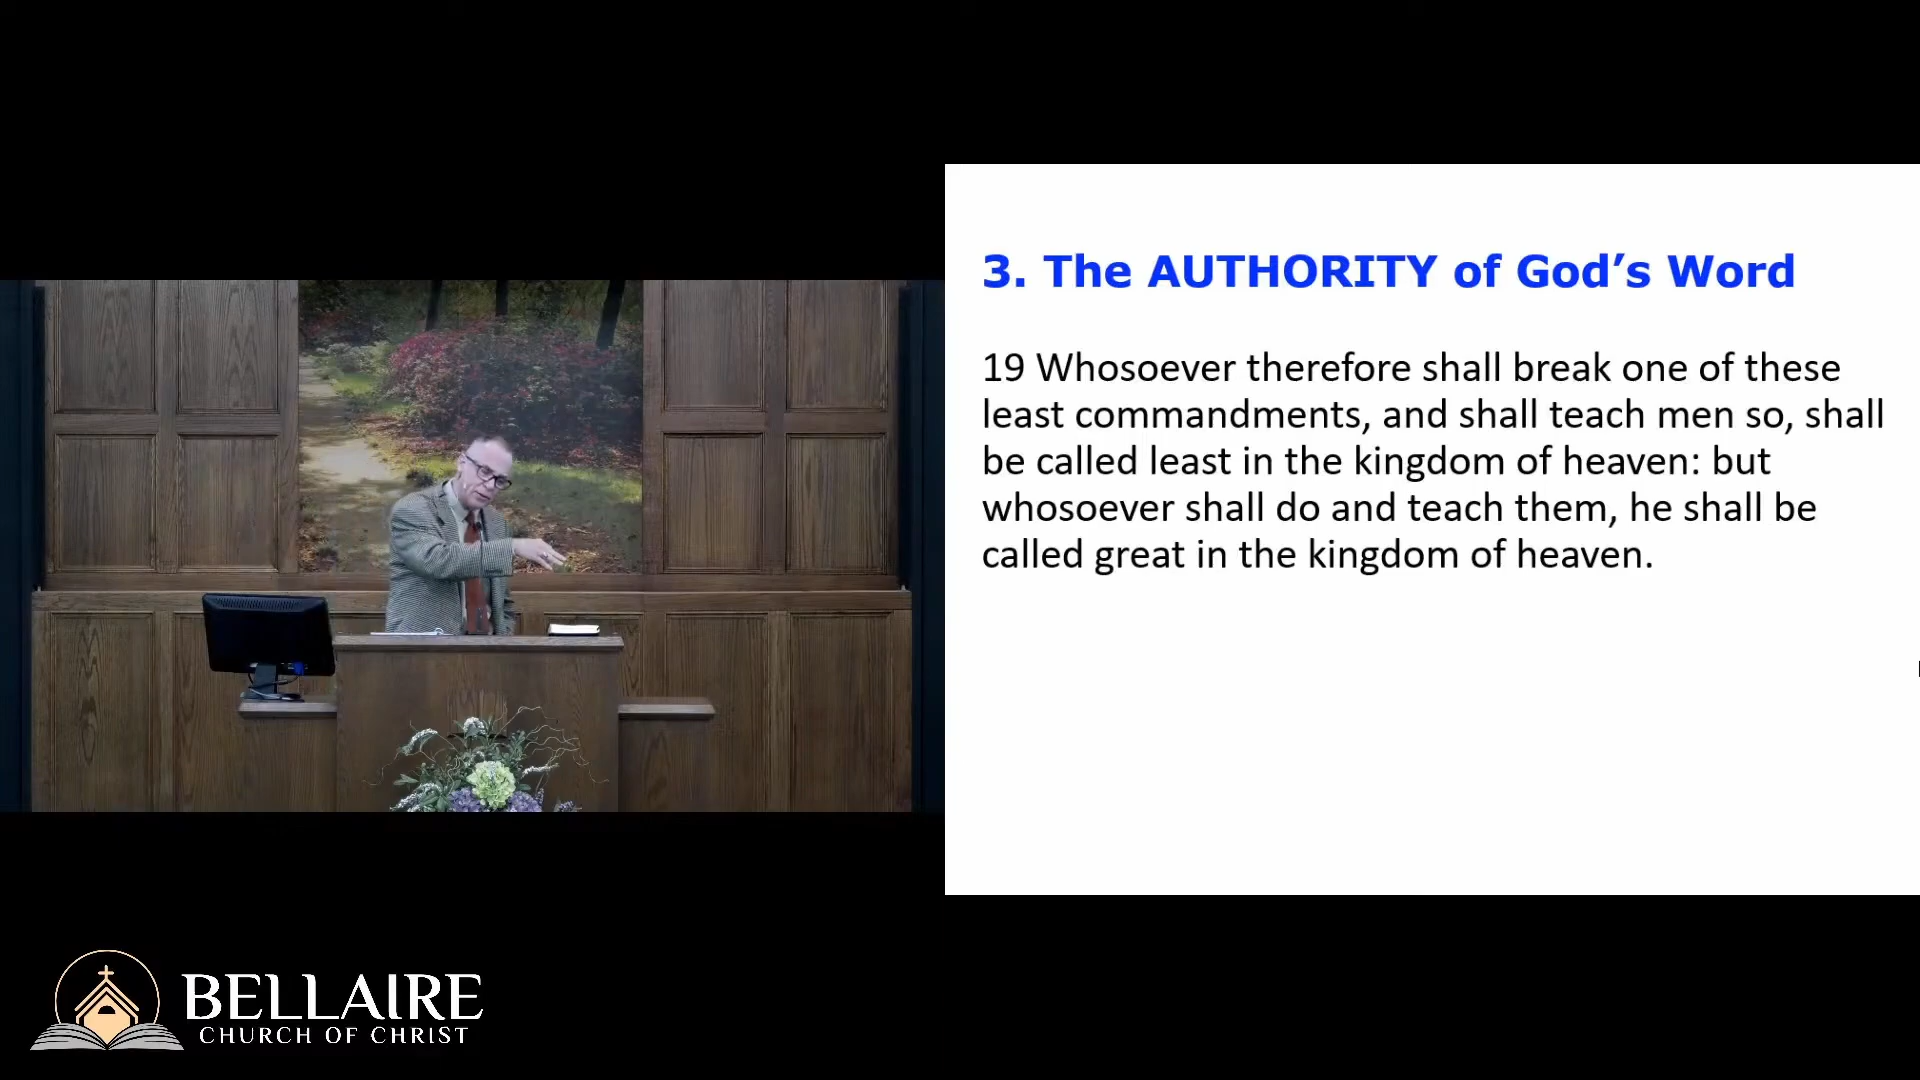 3. The AUTHORITY of God’s Word
19 Whosoever therefore shall break one of these
least commandments, and shall teach men so, shall
be called least in the kingdom of heaven: but
whosoever shall do and teach them, he shall be
called great in the kingdom of heaven.
BELLAIRE
CHURCH OF CHRIST